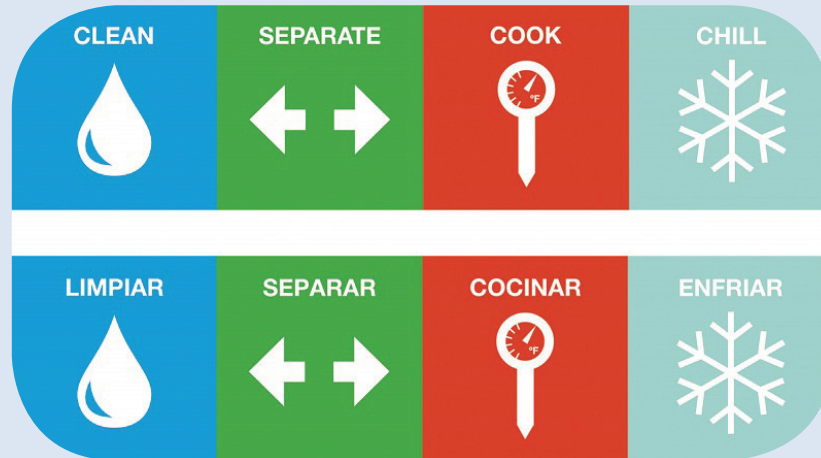 CLEAN SEPARATE COOK CHILL
°F
LIMPIAR SEPARAR COCINAR ENFRIAR
°F